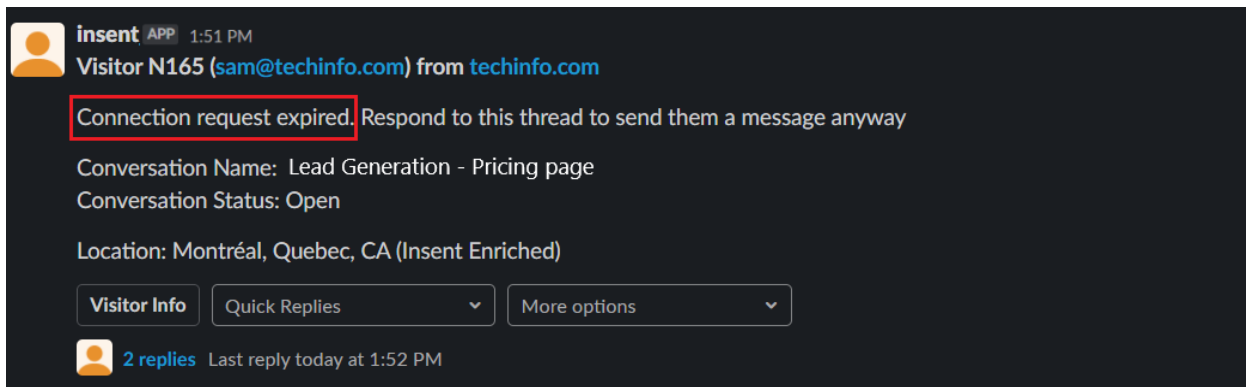 insent APP 1:51 PM
Visitor N165 (sam@techinfo.com) from techinfo.com
Connection request expired. Respond to this thread to send them a message anyway
Conversation Name: Lead Generation - Pricing page
Conversation Status: Open
Location: Montréal, Quebec, CA (Insent Enriched)
Visitor Info Quick Replies More options
2 replies Last reply today at 1:52 PM